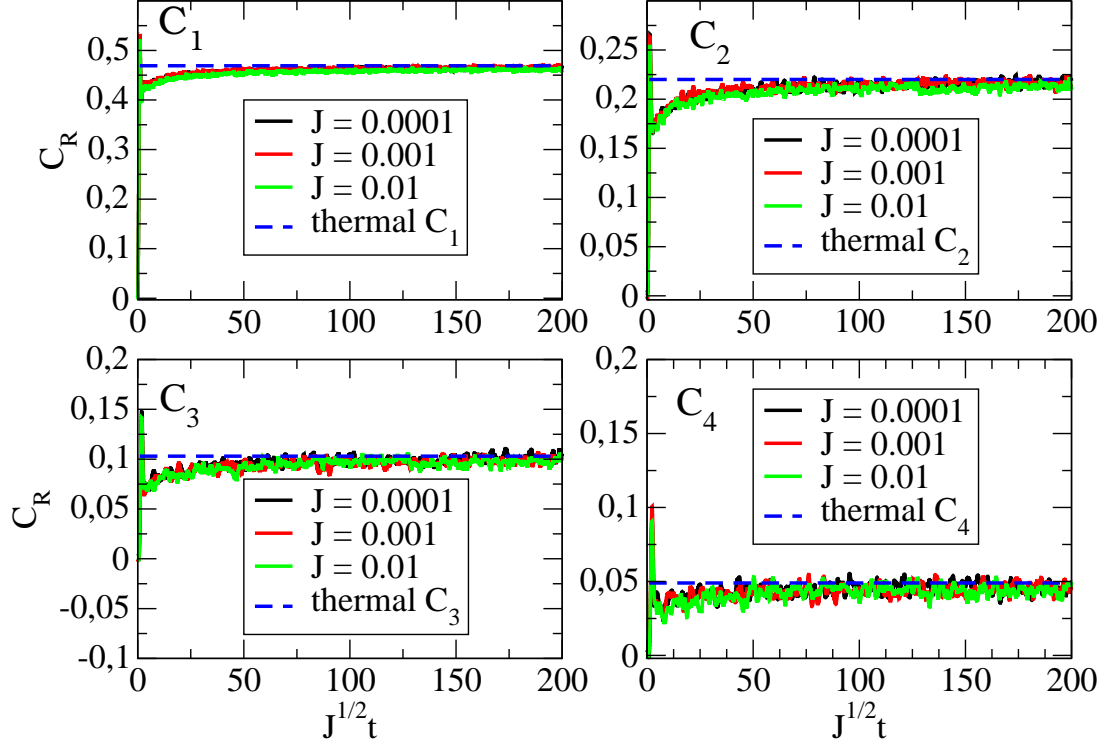 C₁
C_R
0,5
0,4
0,3
0,2
0,1
0
J = 0.0001
J = 0.001
J = 0.01
thermal C₁
0 50 100 150 200
C₂
0,25
0,2
0,15
0,1
0,05
0
J = 0.0001
J = 0.001
J = 0.01
thermal C₂
0 50 100 150 200
C₃
C_R
0,2
0,15
0,1
0,05
0
-0,05
-0,1
J = 0.0001
J = 0.001
J = 0.01
thermal C₃
0 50 100 150 200
J^{1/2}t
C₄
0,2
0,15
0,1
0,05
0
J = 0.0001
J = 0.001
J = 0.01
thermal C₄
0 50 100 150 200
J^{1/2}t